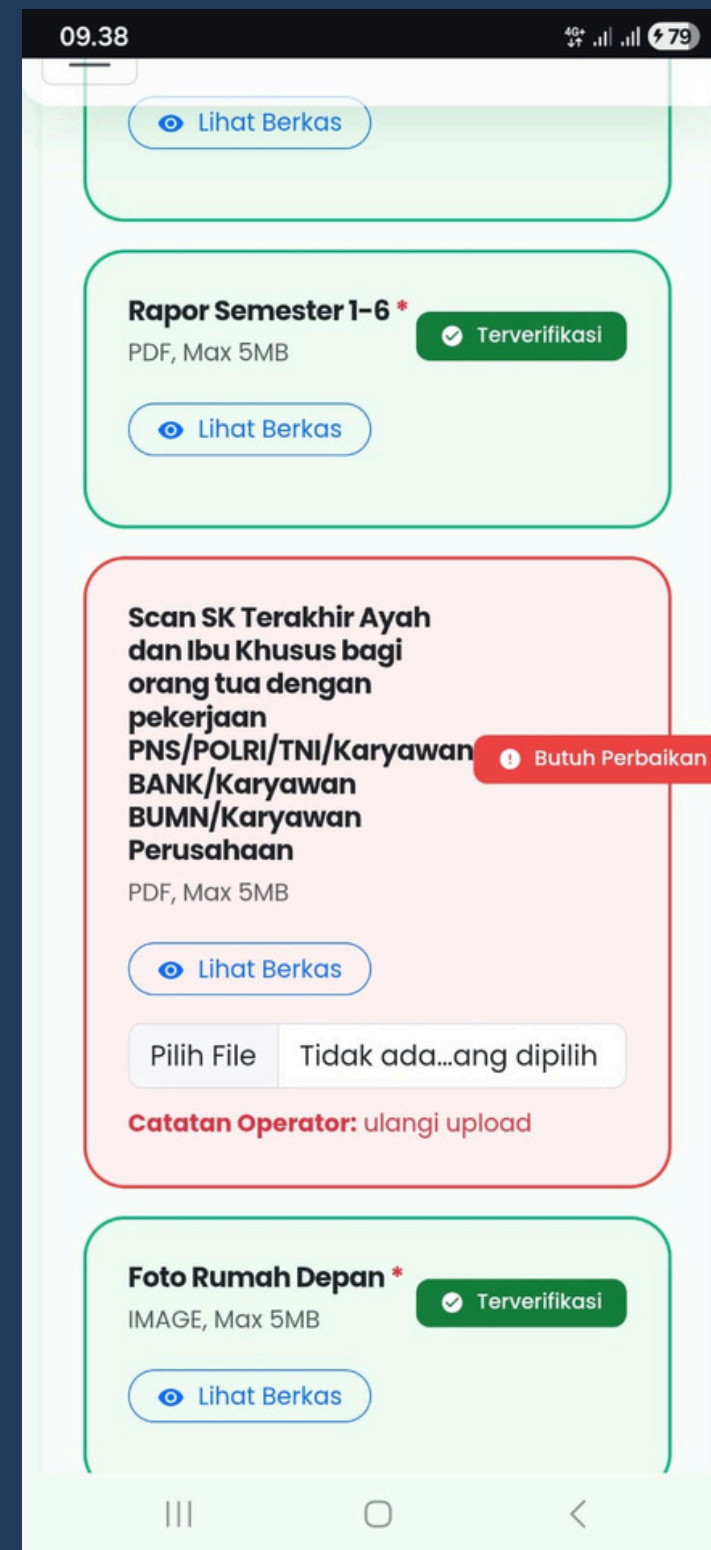 09.38
4G+
79
Lihat Berkas
Rapor Semester 1-6 *
Terverifikasi
PDF, Max 5MB
Lihat Berkas
Scan SK Terakhir Ayah
dan Ibu Khusus bagi
orang tua dengan
pekerjaan
PNS/POLRI/TNI/Karyawan
BANK/Karyawan
BUMN/Karyawan
Perusahaan
Butuh Perbaikan
PDF, Max 5MB
Lihat Berkas
Pilih File
Tidak ada...ang dipilih
Catatan Operator: ulangi upload
Foto Rumah Depan *
Terverifikasi
IMAGE, Max 5MB
Lihat Berkas